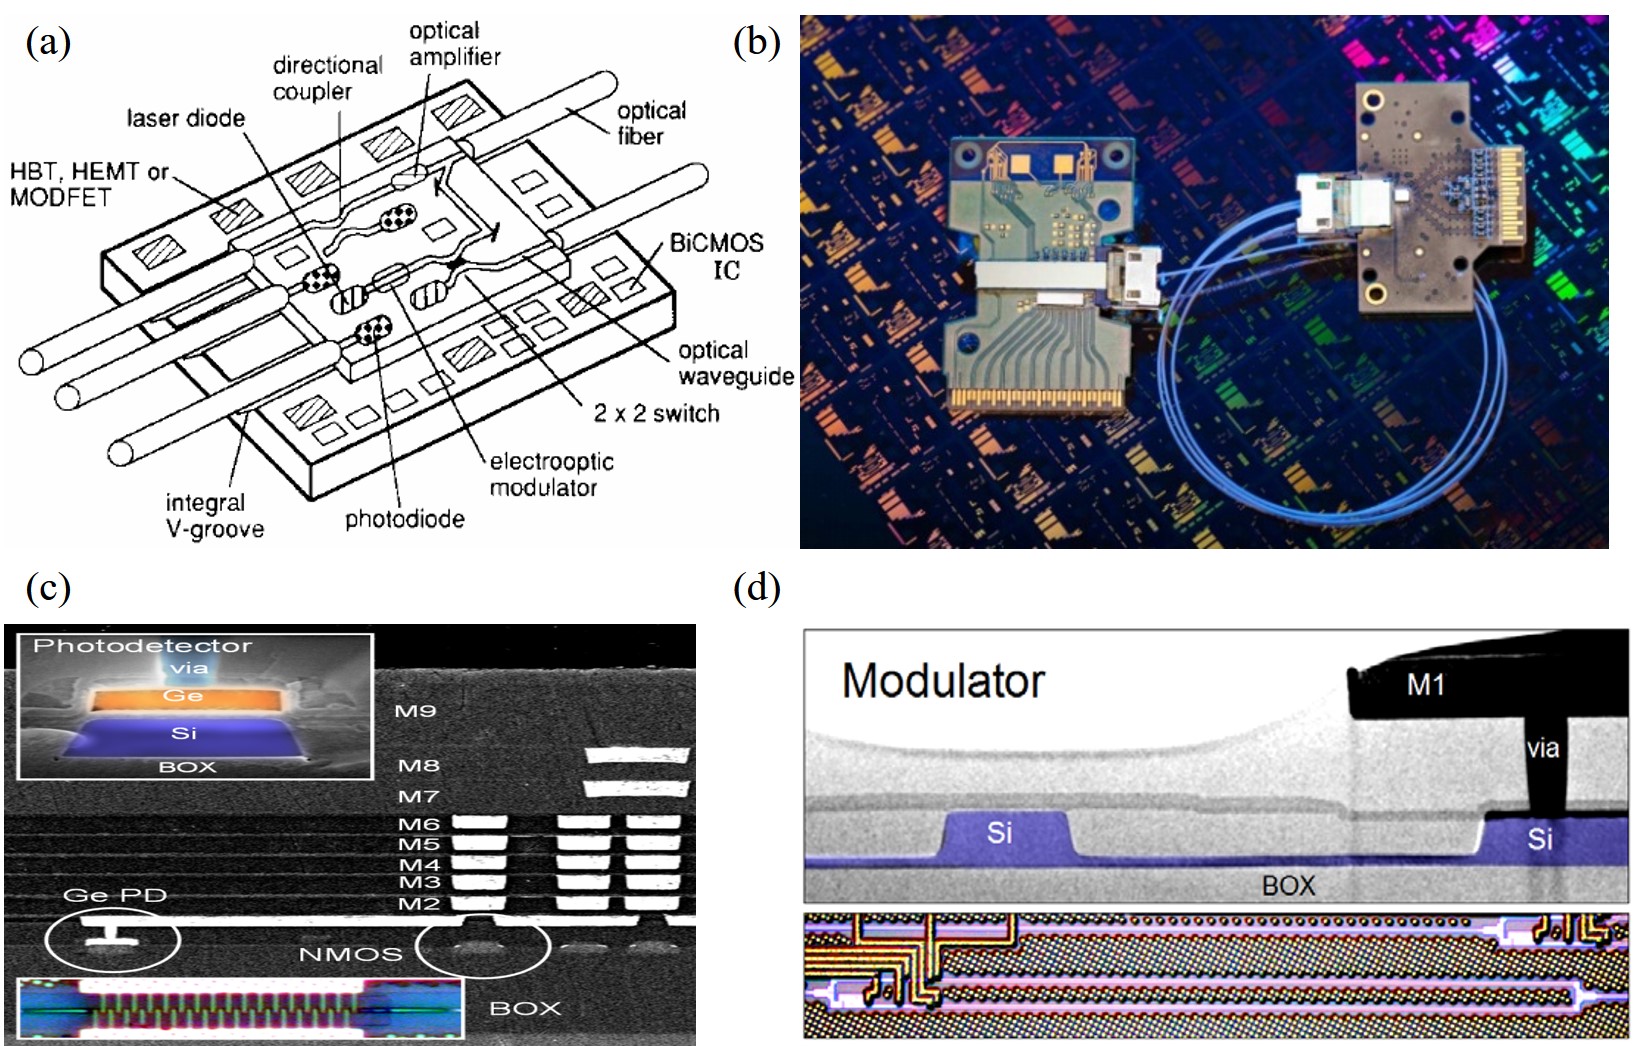 (a)
optical
amplifier
directional
coupler
laser diode
optical
fiber
HBT, HEMT or
MODFET
BiCMOS
IC
optical
waveguide
2 x 2 switch
electrooptic
modulator
integral
V-groove
photodiode
(b)
(c)
Photodetector
via
Ge
Si
BOX
M9
M8
M7
M6
M5
M4
M3
M2
Ge PD
NMOS
BOX
(d)
Modulator
M1
via
Si
Si
BOX